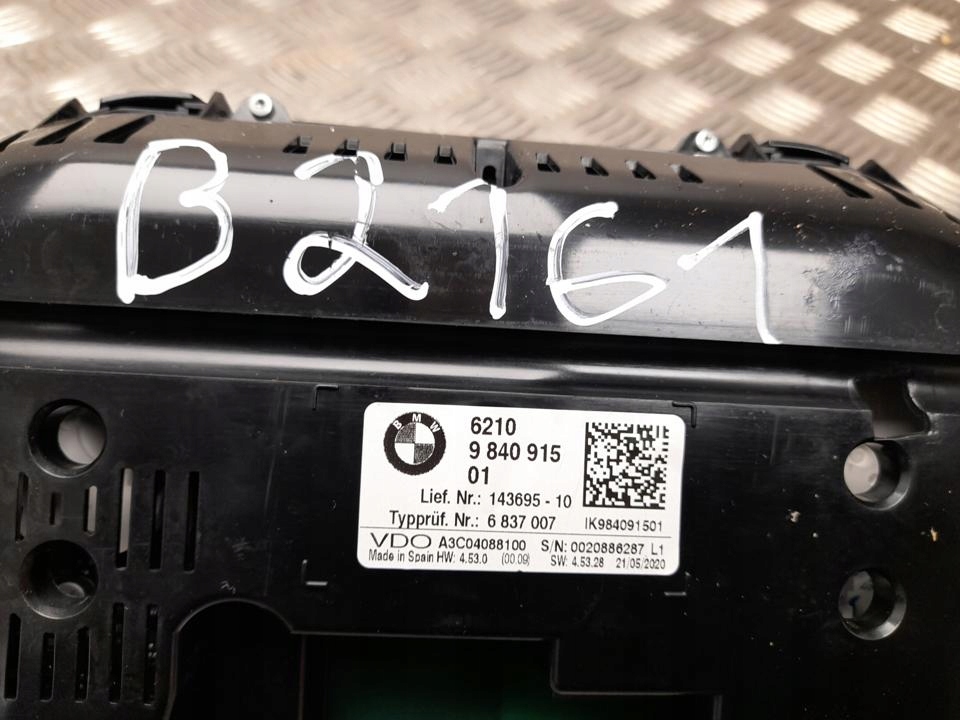 B2161
BMW
6210
9 840 915
01
Lief. Nr.: 143695 - 10
Typprüf. Nr.: 6 837 007
IK984091501
VDO A3C04088100 S/N: 0020886287 L1
Made in Spain HW: 4.53.0 (00.09) SW: 4.53.28 21/05/2020